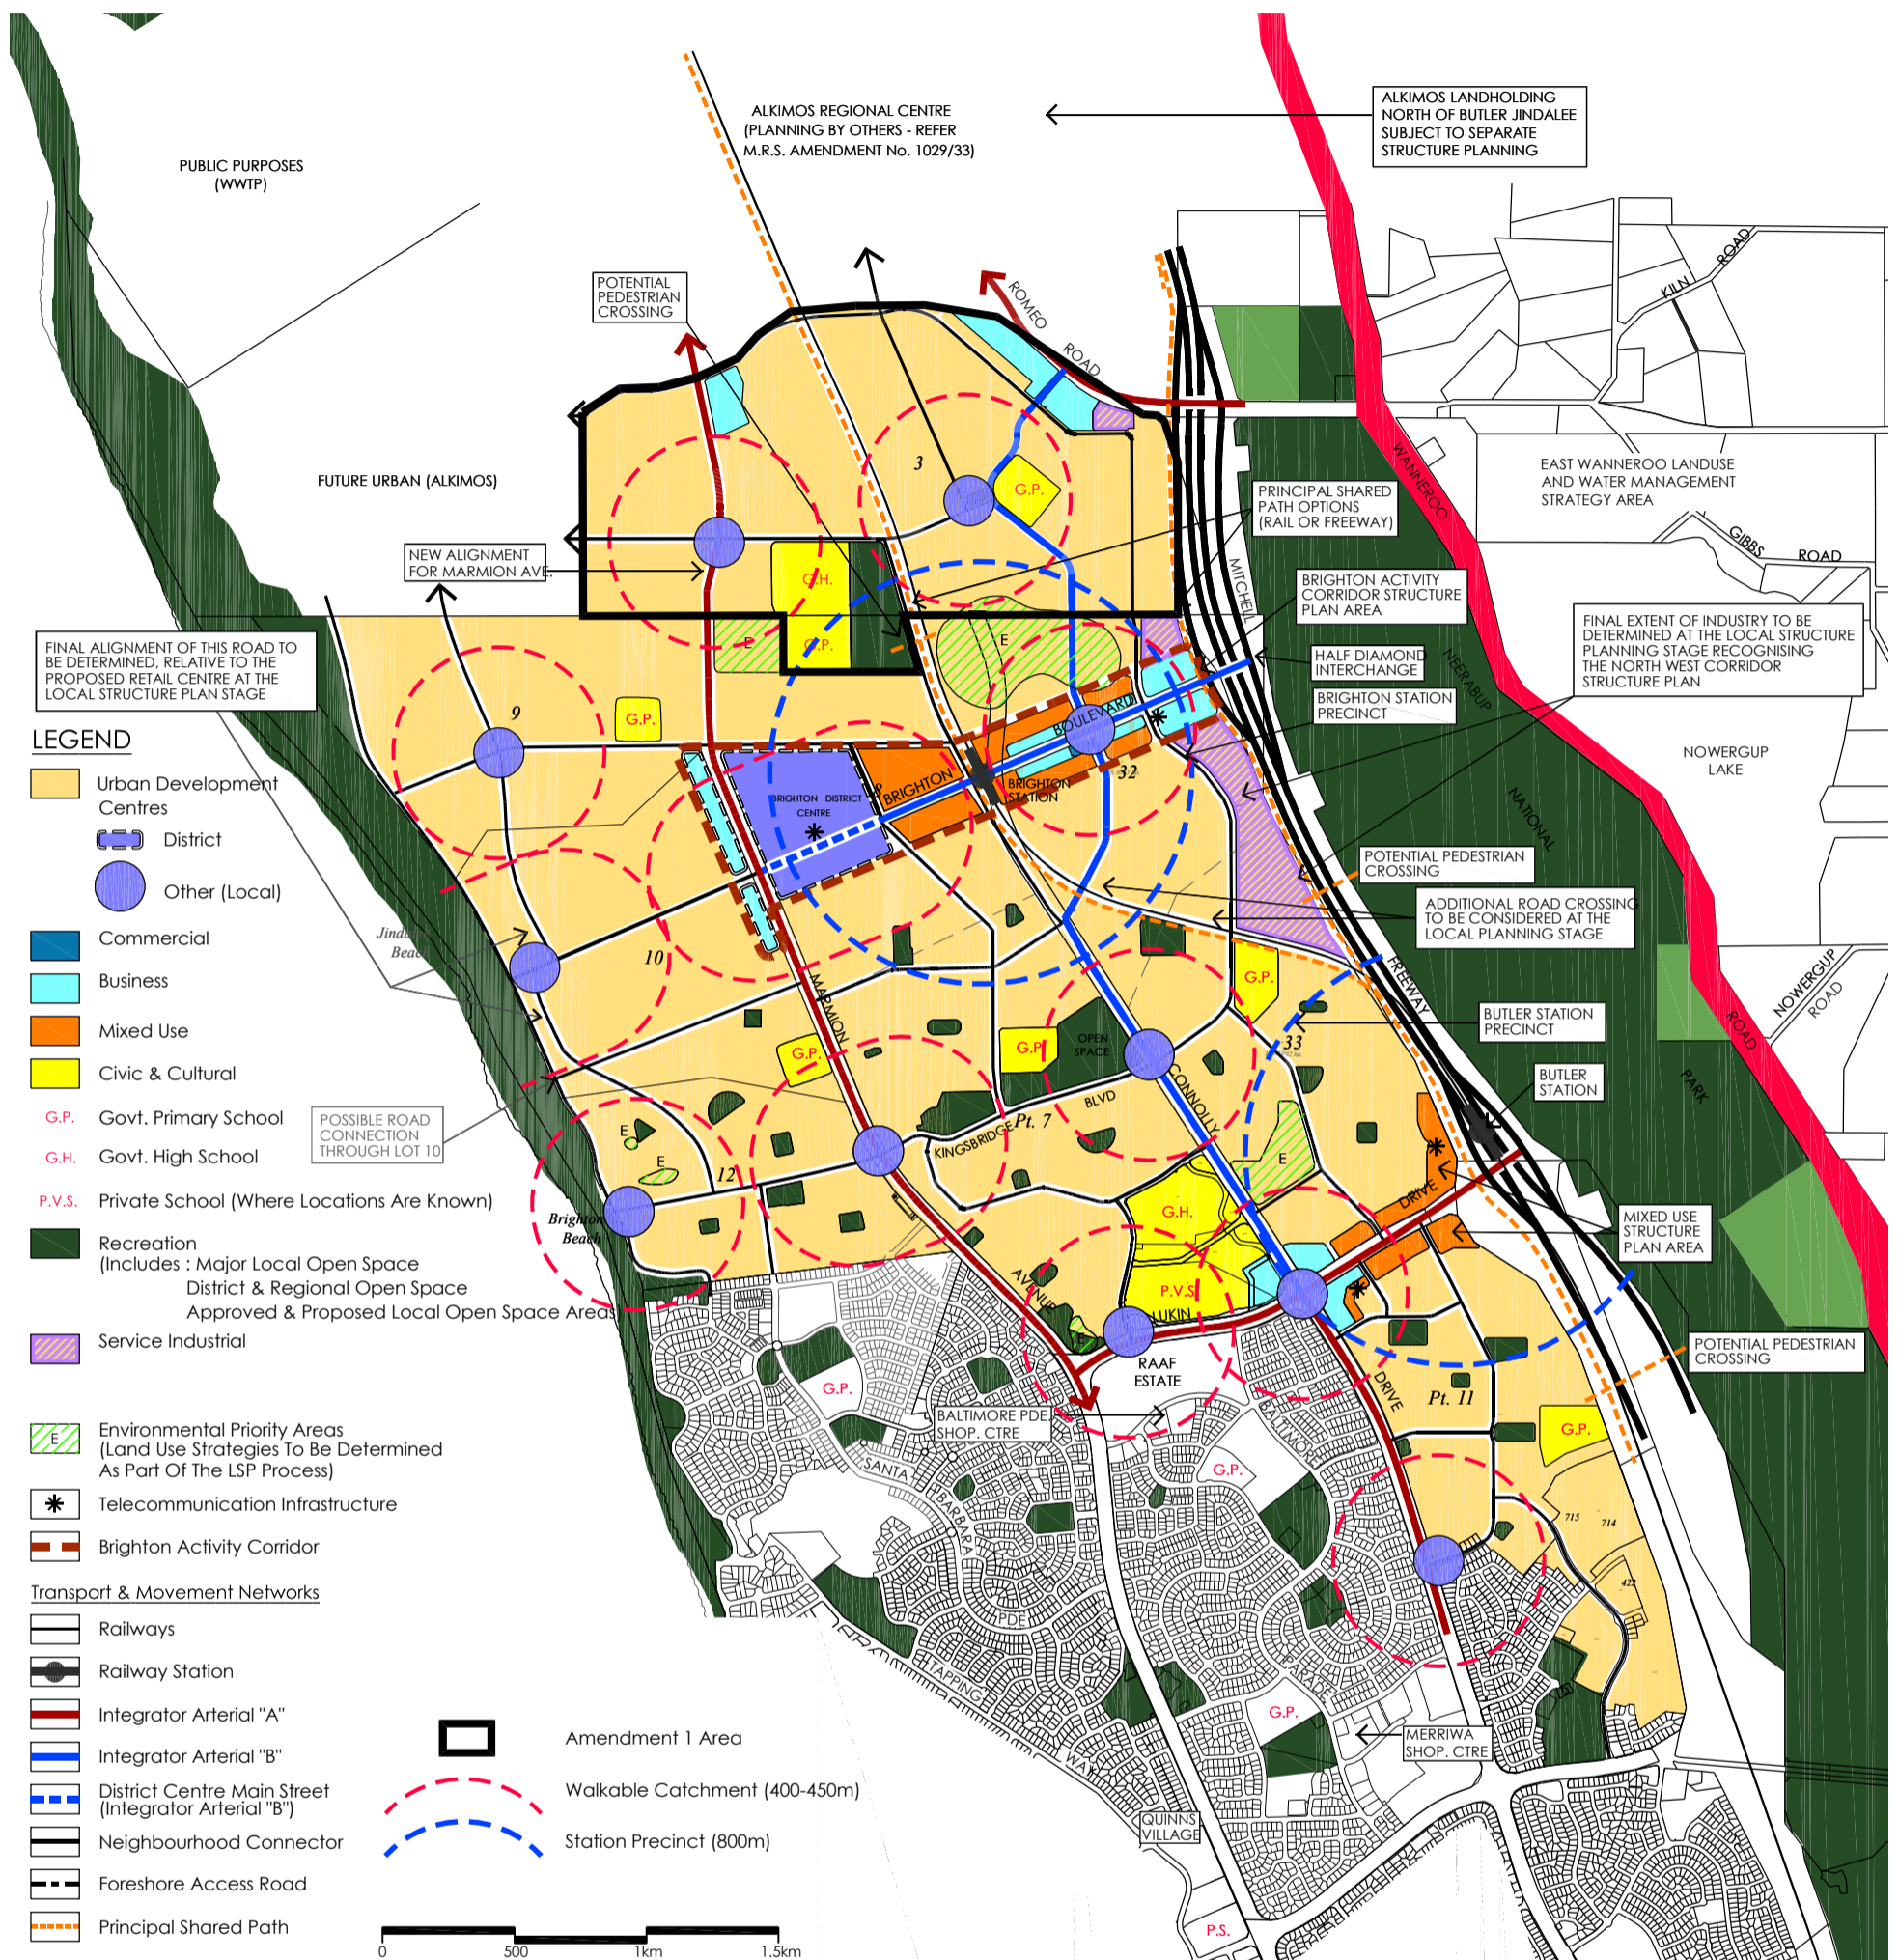 ALKIMOS REGIONAL CENTRE
(PLANNING BY OTHERS - REFER
M.R.S. AMENDMENT No. 1029/33)
ALKIMOS LANDHOLDING
NORTH OF BUTLER JINDALEE
SUBJECT TO SEPARATE
STRUCTURE PLANNING
PUBLIC PURPOSES
(WWTP)
KILN ROAD
POTENTIAL
PEDESTRIAN
CROSSING
ROMEO ROAD
3
G.P.
FUTURE URBAN (ALKIMOS)
EAST WANNEROO LANDUSE
AND WATER MANAGEMENT
STRATEGY AREA
WANNEROO
PRINCIPAL SHARED
PATH OPTIONS
(RAIL OR FREEWAY)
GIBBS ROAD
NEW ALIGNMENT
FOR MARMION AVE.
G.H.
MITCHELL
BRIGHTON ACTIVITY
CORRIDOR STRUCTURE
PLAN AREA
FINAL EXTENT OF INDUSTRY TO BE
DETERMINED AT THE LOCAL STRUCTURE
PLANNING STAGE RECOGNISING
THE NORTH WEST CORRIDOR
STRUCTURE PLAN
FINAL ALIGNMENT OF THIS ROAD TO
BE DETERMINED, RELATIVE TO THE
PROPOSED RETAIL CENTRE AT THE
LOCAL STRUCTURE PLAN STAGE
E
G.P.
E
HALF DIAMOND
INTERCHANGE
NEERABUP
BRIGHTON STATION
PRECINCT
9
G.P.
BOULEVARD
LEGEND
Urban Development
Centres
District
Other (Local)
Commercial
Business
Mixed Use
Civic & Cultural
G.P. Govt. Primary School
G.H. Govt. High School
P.V.S. Private School (Where Locations Are Known)
Recreation
(Includes : Major Local Open Space
District & Regional Open Space
Approved & Proposed Local Open Space Areas
Service Industrial
E
Environmental Priority Areas
(Land Use Strategies To Be Determined
As Part Of The LSP Process)
Telecommunication Infrastructure
Brighton Activity Corridor
Transport & Movement Networks
Railways
Railway Station
Integrator Arterial "A"
Integrator Arterial "B"
District Centre Main Street
(Integrator Arterial "B")
Neighbourhood Connector
Foreshore Access Road
Principal Shared Path
Amendment 1 Area
Walkable Catchment (400-450m)
Station Precinct (800m)
0 500 1km 1.5km
NOWERGUP
LAKE
BRIGHTON DISTRICT
CENTRE
8
BRIGHTON
BRIGHTON
STATION
32
NATIONAL
POTENTIAL PEDESTRIAN
CROSSING
ADDITIONAL ROAD CROSSING
TO BE CONSIDERED AT THE
LOCAL PLANNING STAGE
Beach
10
MARMION
G.P.
FREEWAY
NOWERGUP
ROAD
BUTLER STATION
PRECINCT
ROAD
G.P.
G.P.
OPEN
SPACE
33
CONNOLLY
BUTLER
STATION
PARK
POSSIBLE ROAD
CONNECTION
THROUGH LOT 10
BLVD
KINGSBRIDGE
Pt. 7
E
E
12
E
Brighton
Beach
G.H.
DRIVE
MIXED USE
STRUCTURE
PLAN AREA
AVENUE
P.V.S.
LUKIN
RAAF
ESTATE
POTENTIAL PEDESTRIAN
CROSSING
DRIVE
Pt. 11
G.P.
BALTIMORE PDE.
SHOP. CTRE
BALTIMORE
G.P.
G.P.
SANTA
BARBARA
PDE
715
714
422
TAPPING
WAY
PARADE
G.P.
MERRIWA
SHOP. CTRE
QUINNS
VILLAGE
P.S.